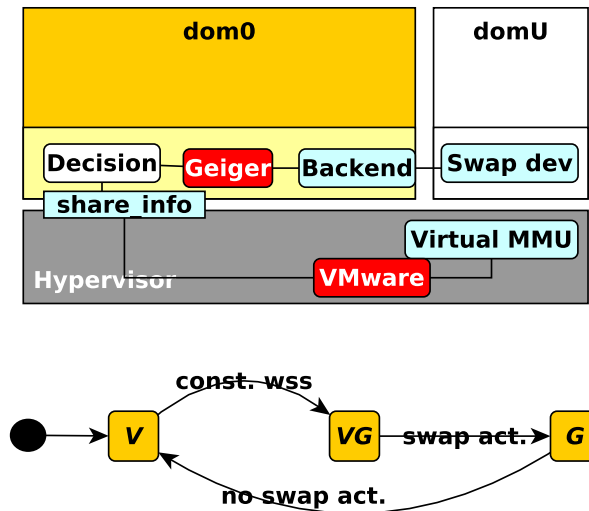 dom0
domU
Decision
Geiger
Backend
Swap dev
share_info
Virtual MMU
Hypervisor
VMware
const. wss
V
VG
swap act.
G
no swap act.